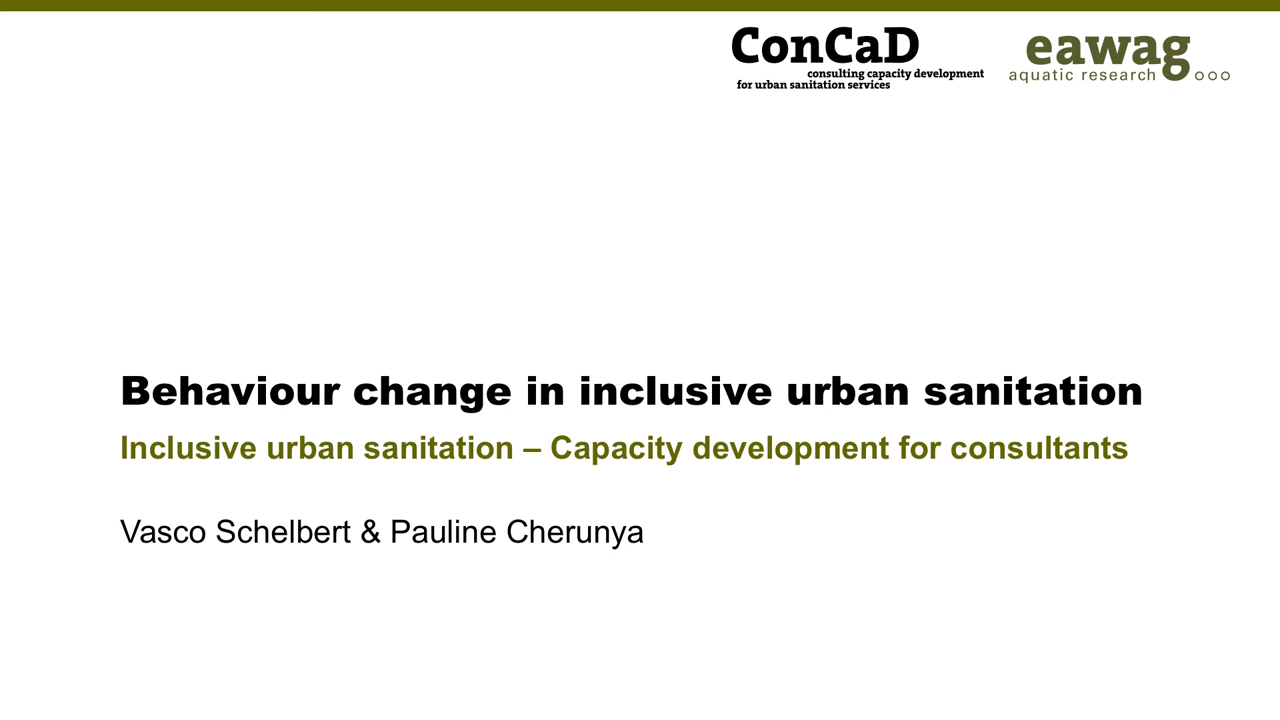 ConCaD
consulting capacity development
for urban sanitation services
eawag
aquatic research
Behaviour change in inclusive urban sanitation
Inclusive urban sanitation – Capacity development for consultants
Vasco Schelbert & Pauline Cherunya